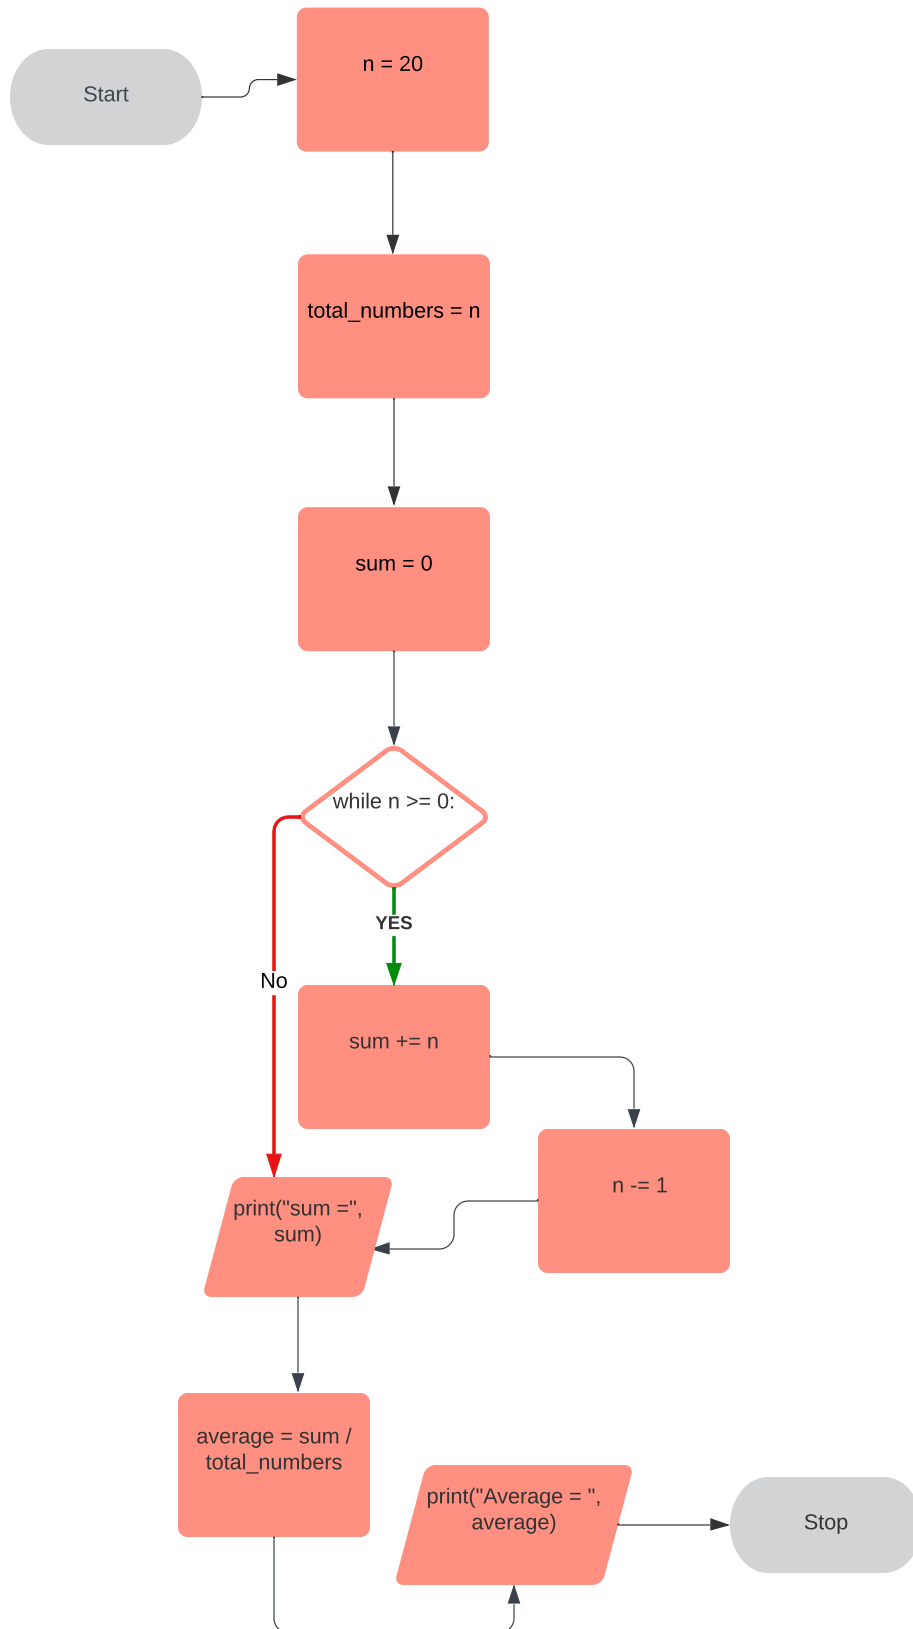 Start
n = 20
total_numbers = n
sum = 0
while n >= 0:
YES
No
sum += n
n -= 1
print("sum =",
sum)
average = sum /
total_numbers
print("Average = ",
average)
Stop